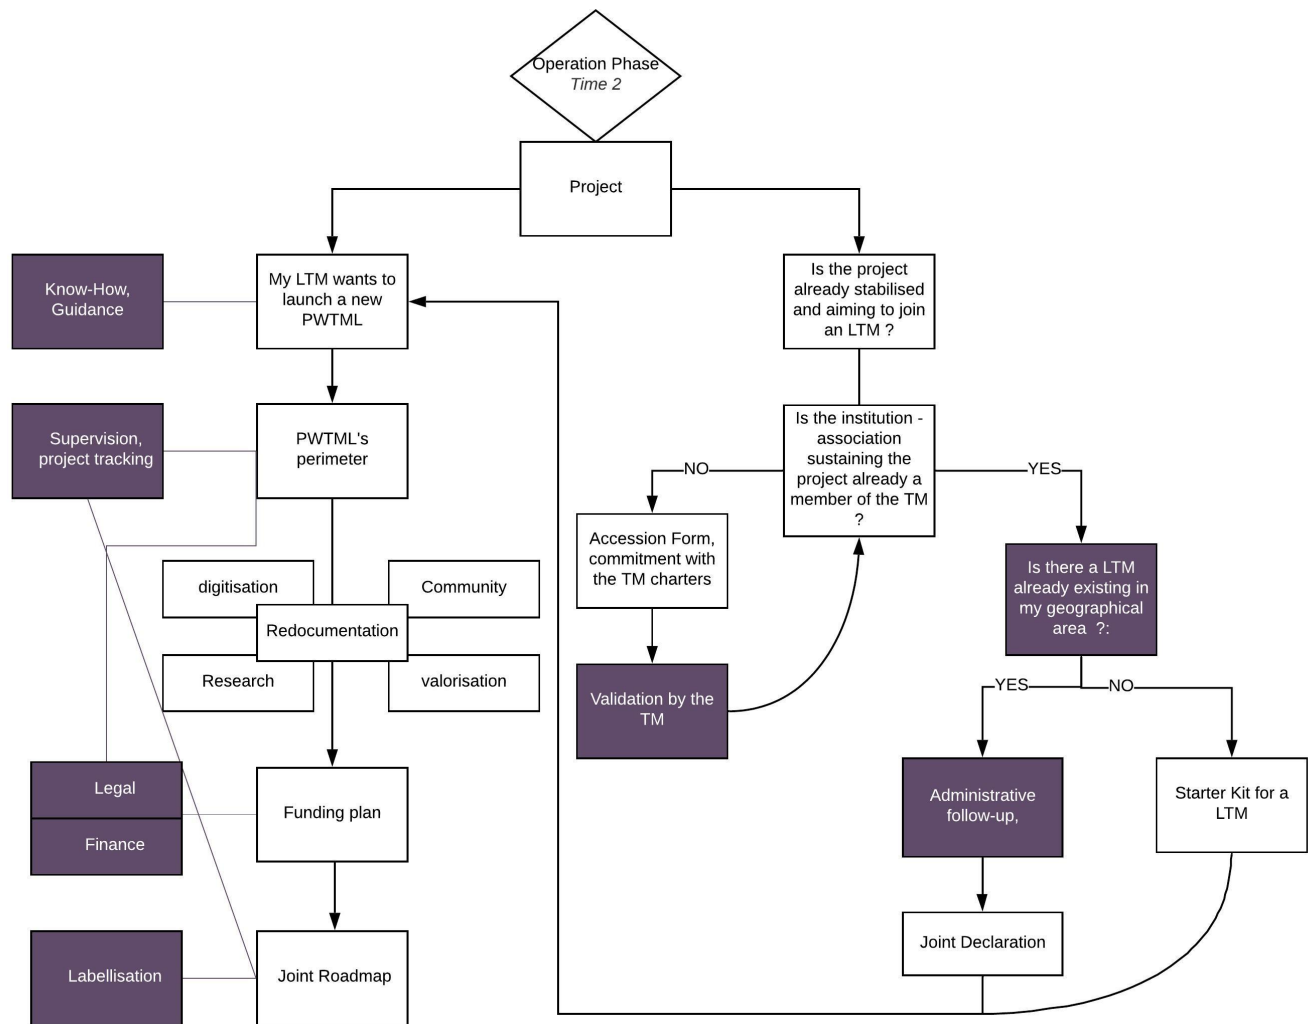 Operation Phase
Time 2
Project
Know-How,
Guidance
My LTM wants to
launch a new
PWTML
Is the project
already stabilised
and aiming to join
an LTM ?
Supervision,
project tracking
PWTML's
perimeter
Is the institution -
association
sustaining the
project already a
member of the TM
?
NO
YES
Accession Form,
commitment with
the TM charters
Is there a LTM
already existing in
my geographical
area  ?:
digitisation
Community
Redocumentation
Research
valorisation
Validation by the
TM
YES
NO
Legal
Finance
Funding plan
Administrative
follow-up,
Starter Kit for a
LTM
Joint Declaration
Labellisation
Joint Roadmap